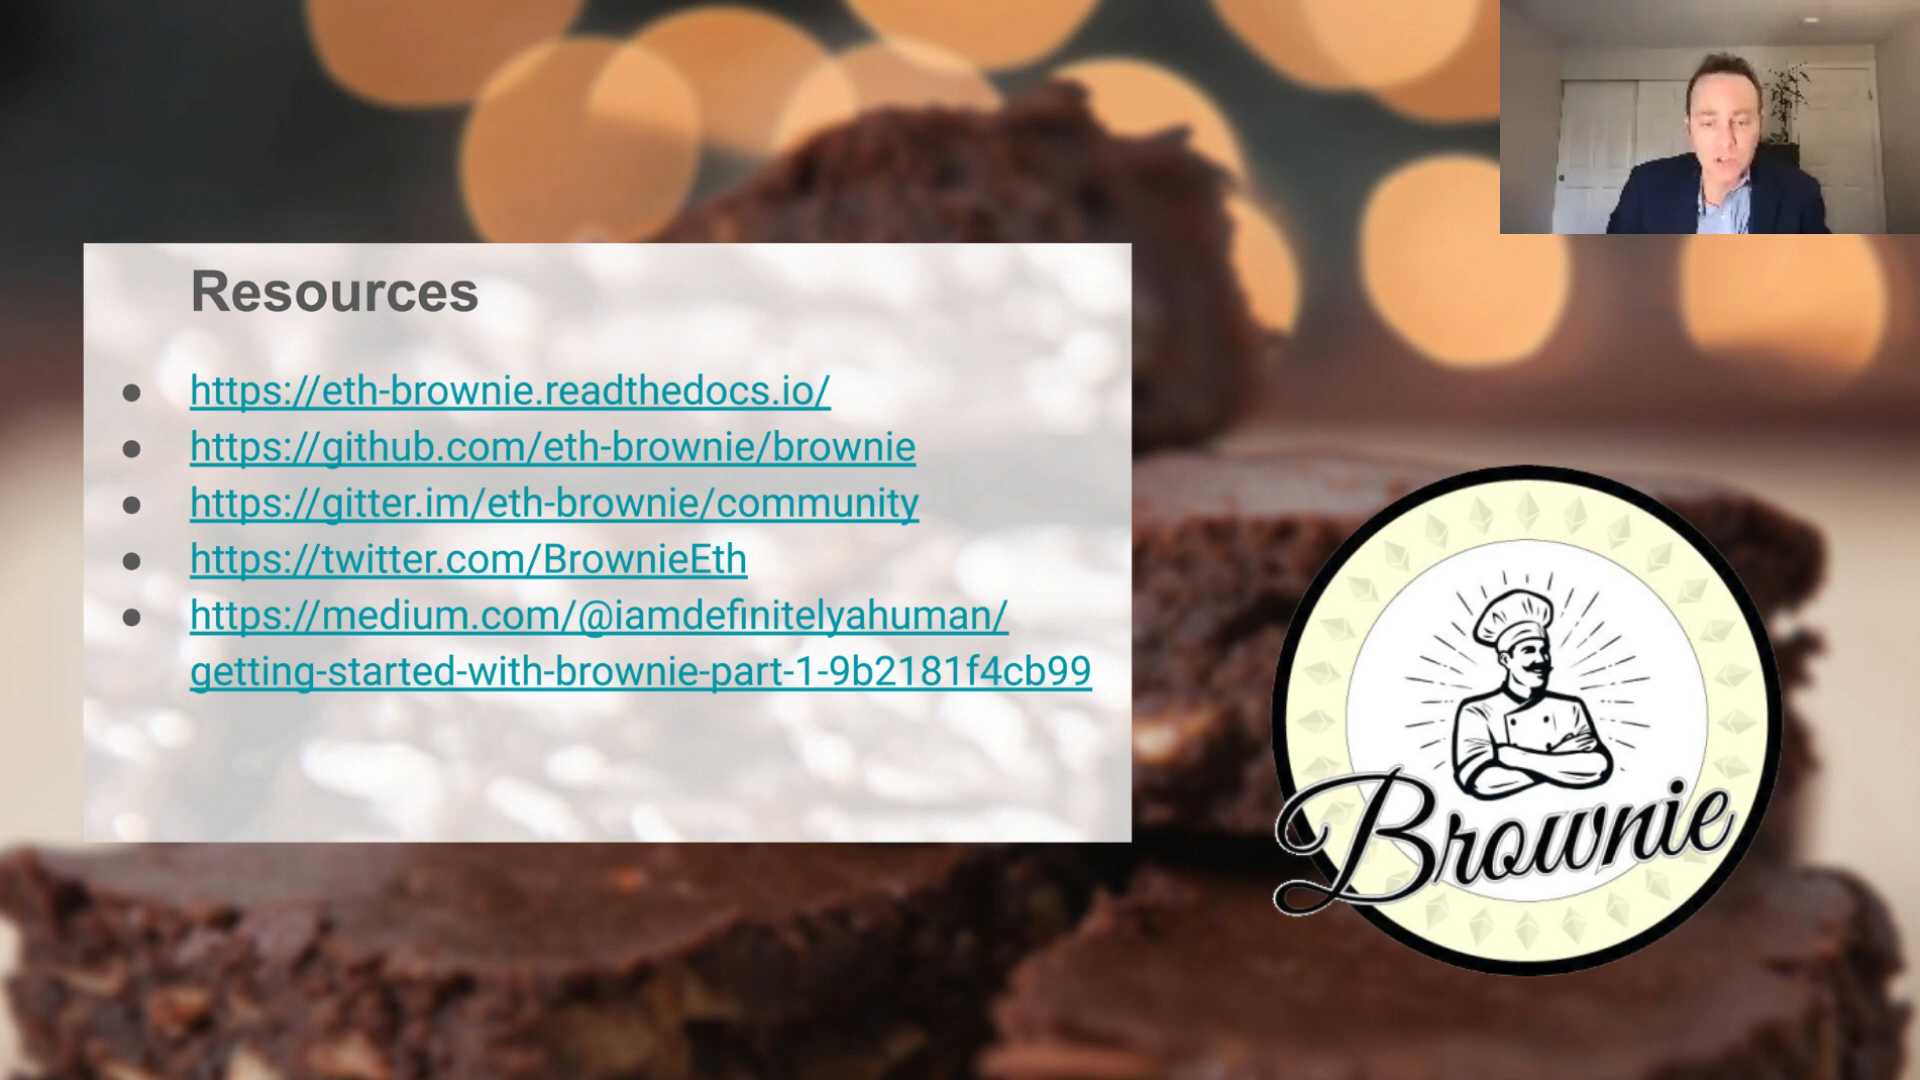 Resources
https://eth-brownie.readthedocs.io/
https://github.com/eth-brownie/brownie
https://gitter.im/eth-brownie/community
https://twitter.com/BrownieEth
https://medium.com/@iamdefinitelyahuman/
getting-started-with-brownie-part-1-9b2181f4cb99
Brownie